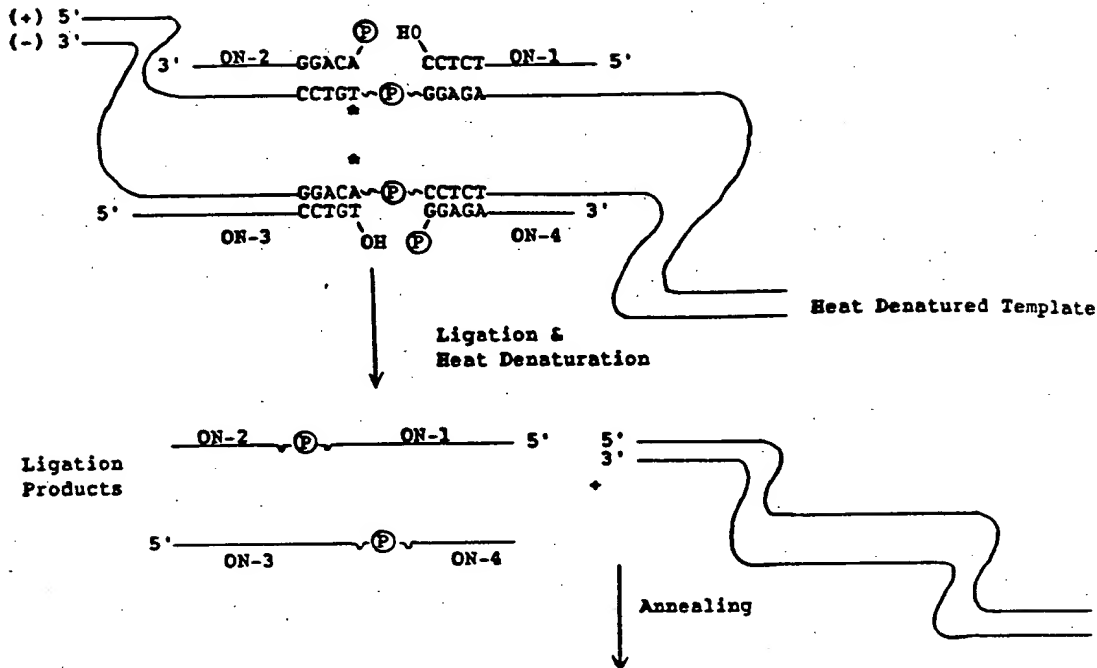 (+) 5'
(-) 3'
Ⓟ HO
3' ON-2 GGACA CCTCT ON-1 5'
CCTGT~Ⓟ~GGAGA
*
*
GGACA~Ⓟ~CCTCT
5' CCTGT GGAGA 3'
ON-3 OH Ⓟ ON-4
Heat Denatured Template
Ligation &
Heat Denaturation
ON-2 Ⓟ ON-1 5'
5'
3'
Ligation
Products
+
5' Ⓟ
ON-3 ON-4
Annealing